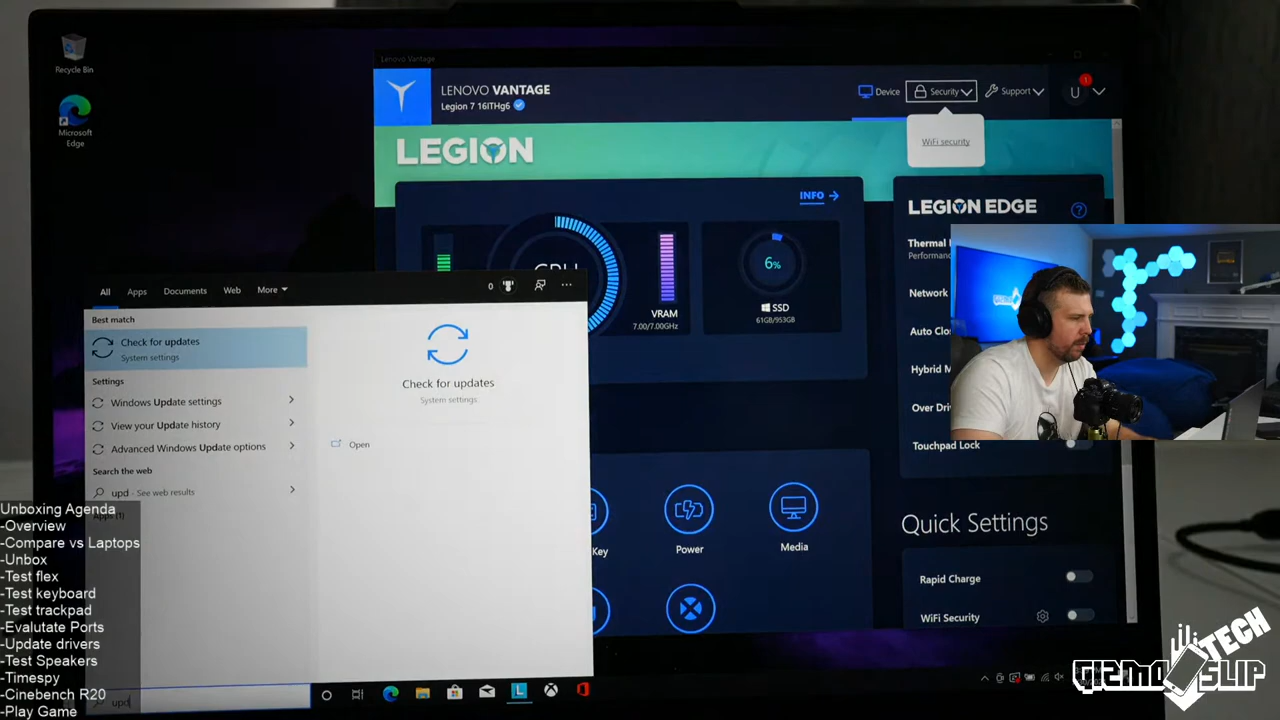 Recycle Bin
Microsoft
Edge
Lenovo Vantage
LENOVO VANTAGE
Legion 7 16ITHg6
Device
Security
Support
U
1
WiFi security
LEGION
INFO
VRAM
7.00/7.00GHz
6%
SSD
61GB/953GB
LEGION EDGE
?
Thermal
Performance
Network
Auto Clo
Hybrid M
Over Dri
Touchpad Lock
All
Apps
Documents
Web
More
0
Best match
Check for updates
System settings
Settings
Windows Update settings
View your Update history
Advanced Windows Update options
Search the web
upd - See web results
Apps (1)
Check for updates
System settings
Open
Key
Power
Media
Quick Settings
Rapid Charge
WiFi Security
Unboxing Agenda
-Overview
-Compare vs Laptops
-Unbox
-Test flex
-Test keyboard
-Test trackpad
-Evalutate Ports
-Update drivers
-Test Speakers
-Timespy
-Cinebench R20
-Play Game
upd
L
GIZMO SLIP
TECH